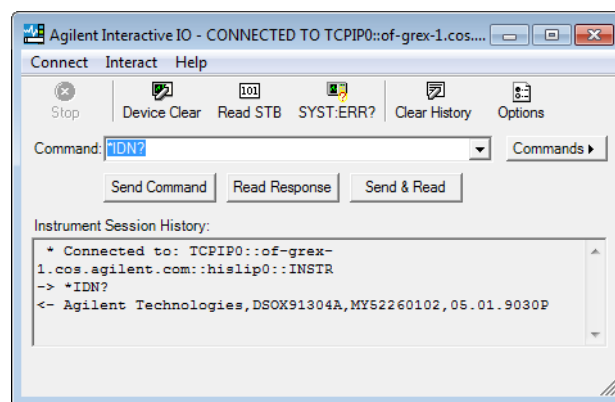 Agilent Interactive IO - CONNECTED TO TCPIP0::of-grex-1.cos....
Connect Interact Help
Stop Device Clear Read STB SYST:ERR? Clear History Options
Command: *IDN? Commands
Send Command Read Response Send & Read
Instrument Session History:
* Connected to: TCPIP0::of-grex-
1.cos.agilent.com::hislip0::INSTR
-> *IDN?
<- Agilent Technologies,DSOX91304A,MY52260102,05.01.9030P